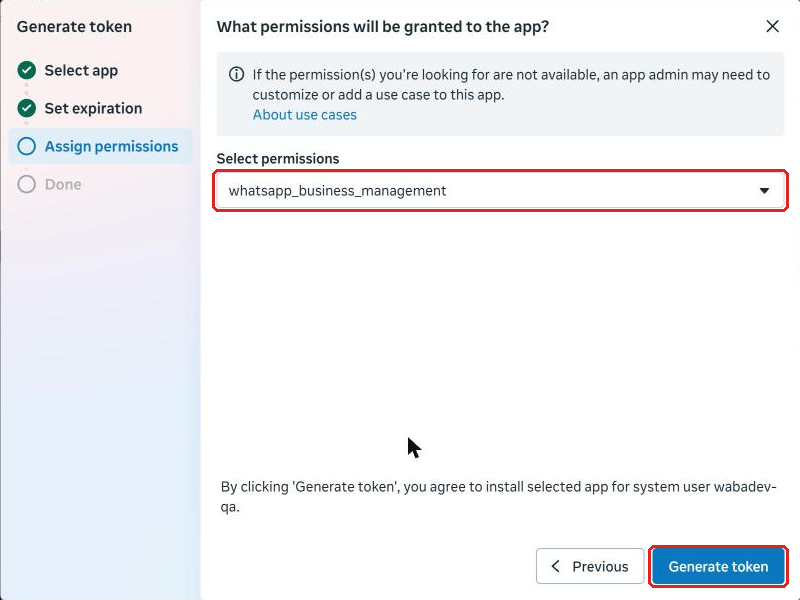 Generate token
Select app
Set expiration
Assign permissions
Done
What permissions will be granted to the app?
If the permission(s) you're looking for are not available, an app admin may need to
customize or add a use case to this app.
About use cases
Select permissions
whatsapp_business_management
By clicking 'Generate token', you agree to install selected app for system user wabadev-
qa.
Previous
Generate token